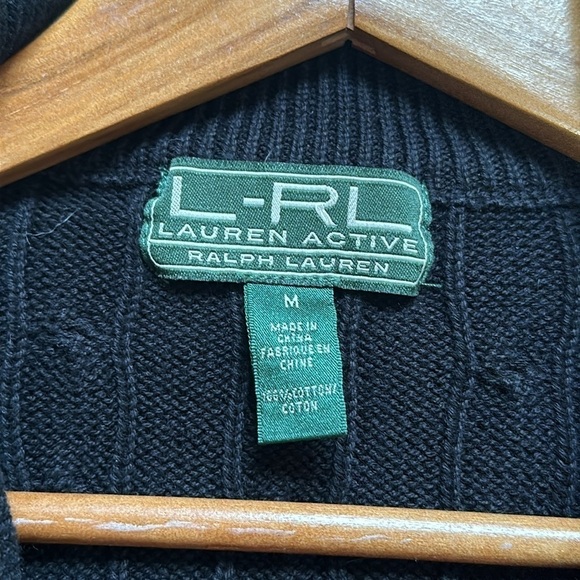 L-RL
LAUREN ACTIVE
RALPH LAUREN
M
MADE IN
CHINA
FABRIQUE EN
CHINE
100% COTTON/
COTON